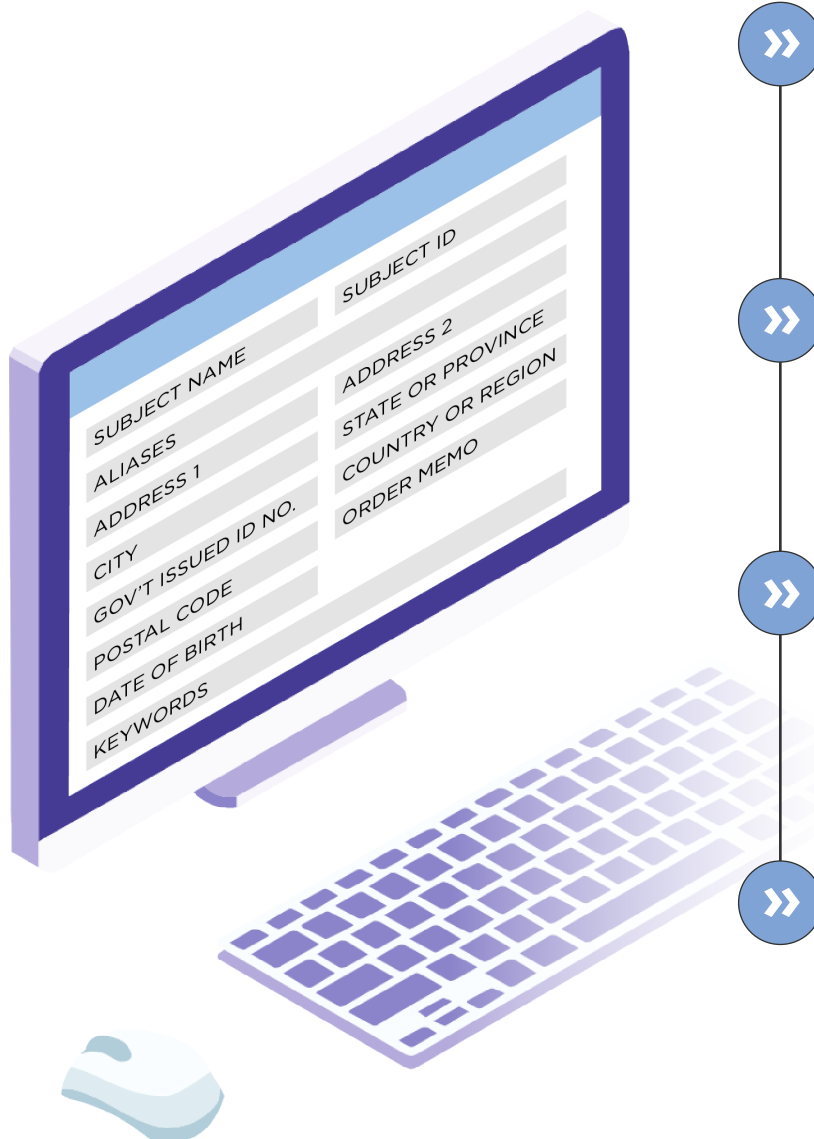 SUBJECT NAME
SUBJECT ID
ALIASES
ADDRESS 1
ADDRESS 2
CITY
STATE OR PROVINCE
GOV'T ISSUED ID NO.
COUNTRY OR REGION
POSTAL CODE
ORDER MEMO
DATE OF BIRTH
KEYWORDS